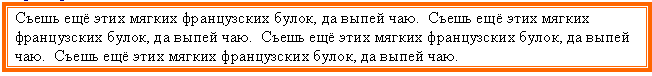 Съешь ещё этих мягких французских булок, да выпей чаю.  Съешь ещё этих мягких
французских булок, да выпей чаю.  Съешь ещё этих мягких французских булок, да выпей
чаю.  Съешь ещё этих мягких французских булок, да выпей чаю.